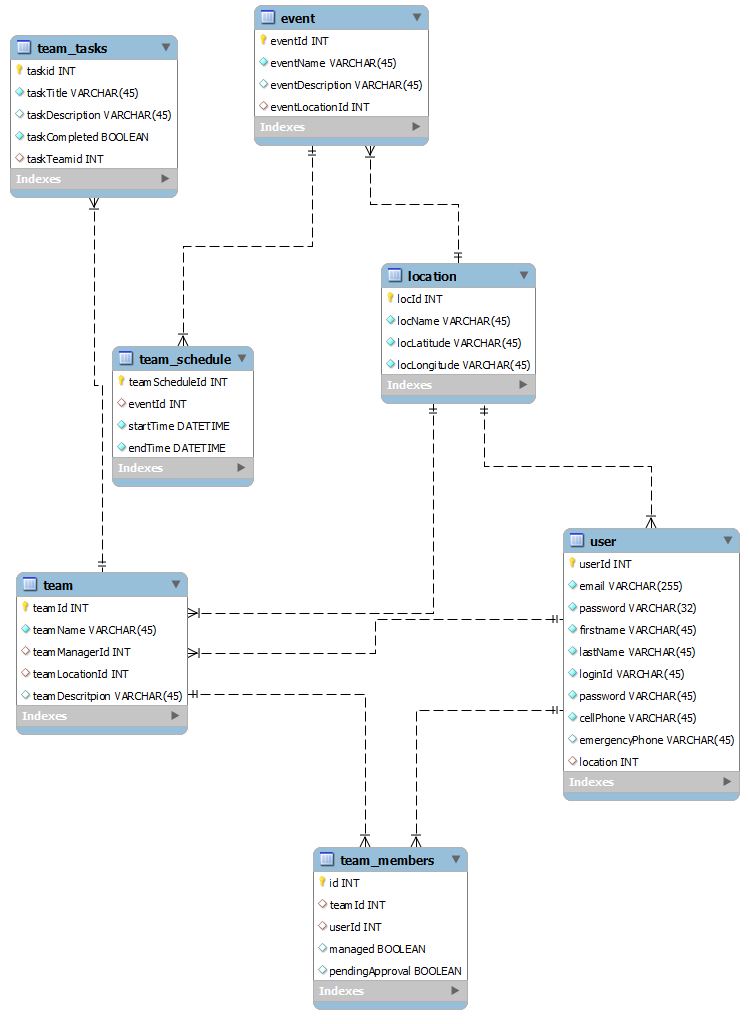 event
eventId INT
eventName VARCHAR(45)
eventDescription VARCHAR(45)
eventLocationId INT
Indexes
team_tasks
taskid INT
taskTitle VARCHAR(45)
taskDescription VARCHAR(45)
taskCompleted BOOLEAN
taskTeamid INT
Indexes
location
locId INT
locName VARCHAR(45)
locLatitude VARCHAR(45)
locLongitude VARCHAR(45)
Indexes
team_schedule
teamScheduleId INT
eventId INT
startTime DATETIME
endTime DATETIME
Indexes
user
userId INT
email VARCHAR(255)
password VARCHAR(32)
firstname VARCHAR(45)
lastName VARCHAR(45)
loginId VARCHAR(45)
password VARCHAR(45)
cellPhone VARCHAR(45)
emergencyPhone VARCHAR(45)
location INT
Indexes
team
teamId INT
teamName VARCHAR(45)
teamManagerId INT
teamLocationId INT
teamDescritpion VARCHAR(45)
Indexes
team_members
id INT
teamId INT
userId INT
managed BOOLEAN
pendingApproval BOOLEAN
Indexes